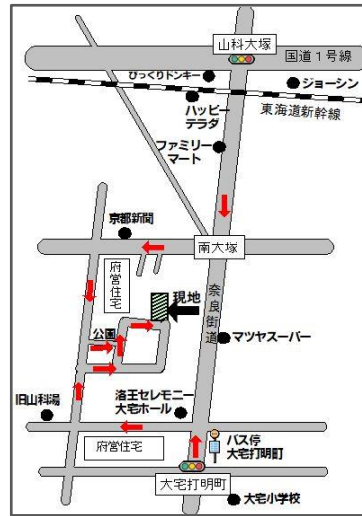 山科大塚
国道1号線
びっくりドンキー
ジョーシン
ハッピー
テラダ
東海道新幹線
ファミリー
マート
京都新聞
南大塚
府営住宅
現地
奈良街道
公園
マツヤスーパー
旧山科湯
洛王セレモニー
大宅ホール
府営住宅
バス停
大宅打明町
大宅打明町
大宅小学校